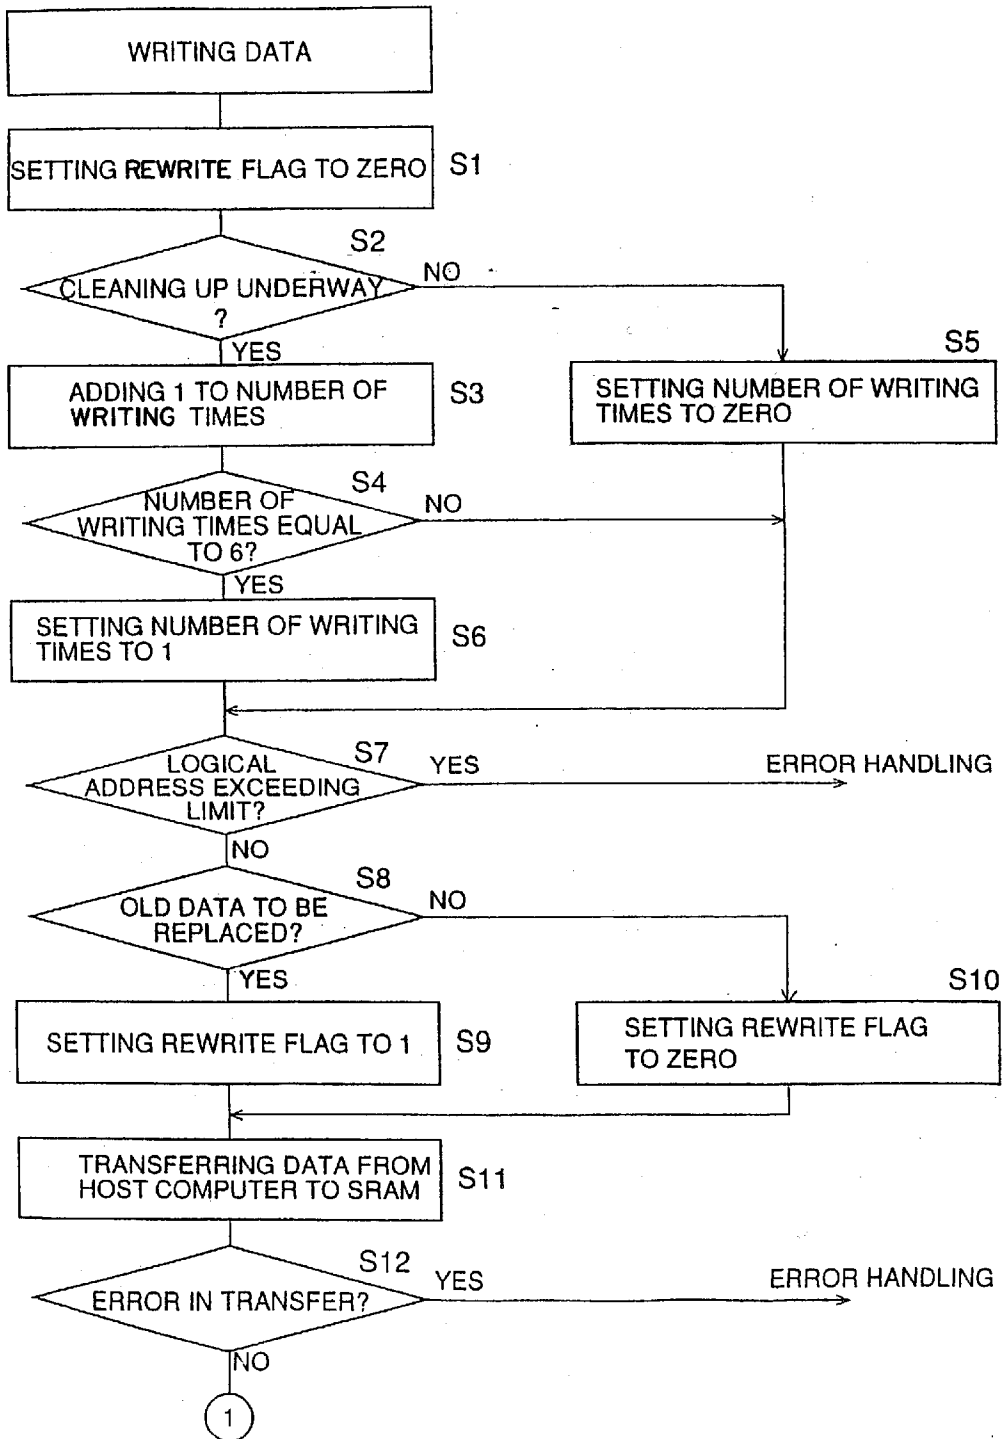 WRITING DATA
SETTING REWRITE FLAG TO ZERO
S1
S2
CLEANING UP UNDERWAY
?
NO
YES
ADDING 1 TO NUMBER OF
WRITING TIMES
S3
S5
SETTING NUMBER OF WRITING
TIMES TO ZERO
S4
NUMBER OF
WRITING TIMES EQUAL
TO 6?
NO
YES
SETTING NUMBER OF WRITING
TIMES TO 1
S6
S7
LOGICAL
ADDRESS EXCEEDING
LIMIT?
YES
ERROR HANDLING
NO
S8
OLD DATA TO BE
REPLACED?
NO
YES
SETTING REWRITE FLAG TO 1
S9
S10
SETTING REWRITE FLAG
TO ZERO
TRANSFERRING DATA FROM
HOST COMPUTER TO SRAM
S11
S12
ERROR IN TRANSFER?
YES
ERROR HANDLING
NO
1